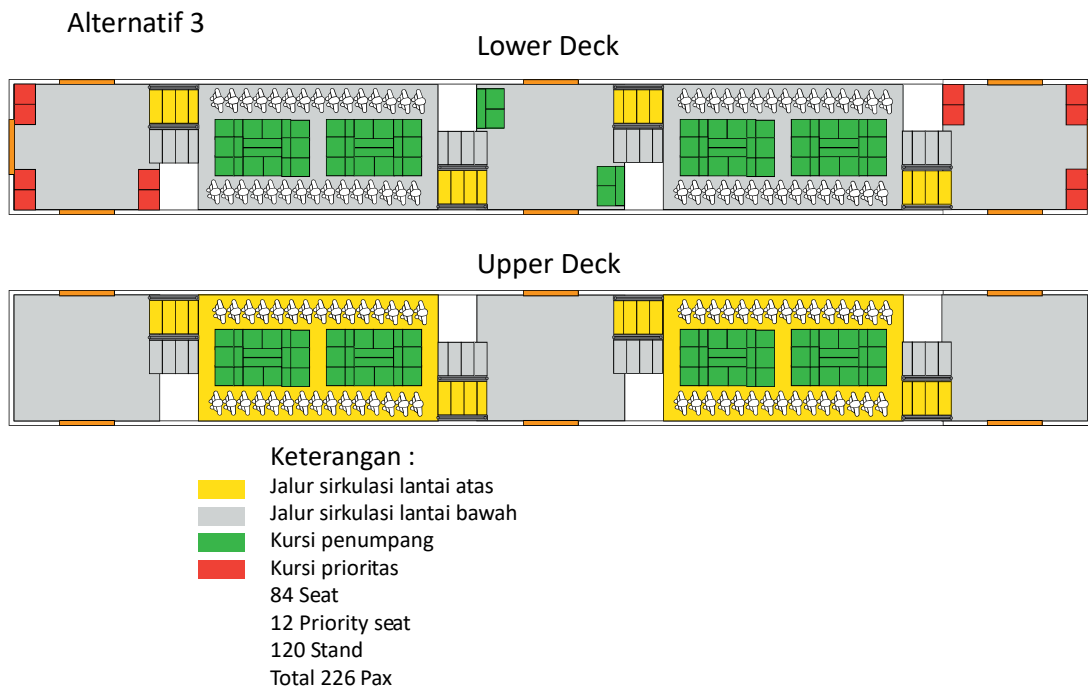 Alternatif 3
Lower Deck
Upper Deck
Keterangan :
Jalur sirkulasi lantai atas
Jalur sirkulasi lantai bawah
Kursi penumpang
Kursi prioritas
84 Seat
12 Priority seat
120 Stand
Total 226 Pax